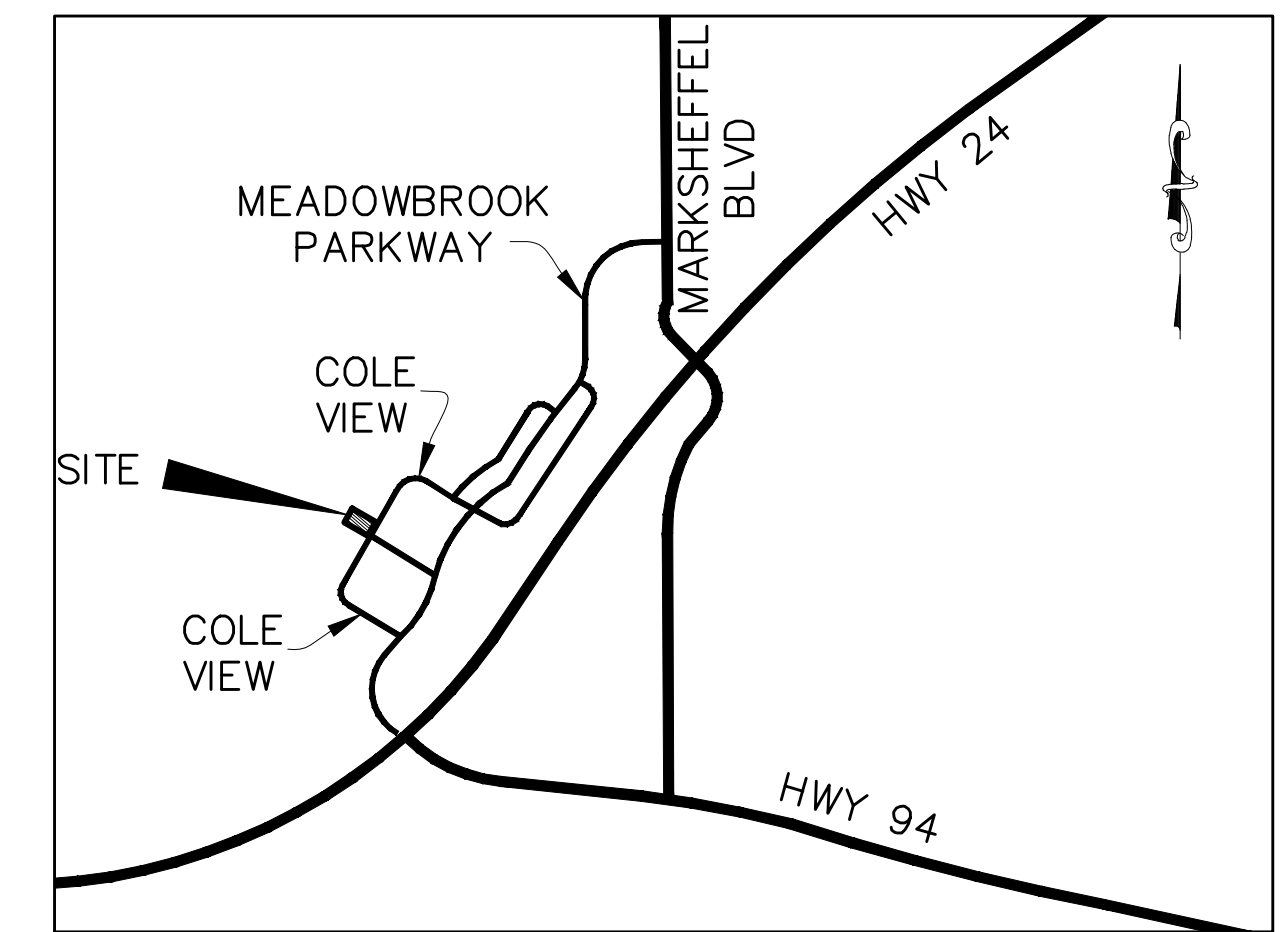 MARKSHEFFEL
BLVD
HWY 24
MEADOWBROOK
PARKWAY
COLE
VIEW
SITE
COLE
VIEW
HWY 94